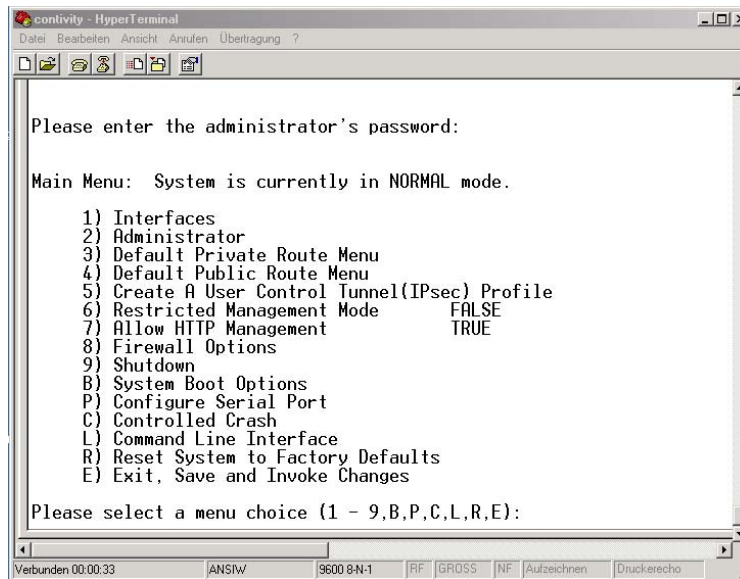 contivity - HyperTerminal
Datei Bearbeiten Ansicht Anrufen Übertragung ?
Please enter the administrator's password:
Main Menu:  System is currently in NORMAL mode.
1) Interfaces
2) Administrator
3) Default Private Route Menu
4) Default Public Route Menu
5) Create A User Control Tunnel(IPsec) Profile
6) Restricted Management Mode FALSE
7) Allow HTTP Management TRUE
8) Firewall Options
9) Shutdown
B) System Boot Options
P) Configure Serial Port
C) Controlled Crash
L) Command Line Interface
R) Reset System to Factory Defaults
E) Exit, Save and Invoke Changes
Please select a menu choice (1 - 9,B,P,C,L,R,E):
Verbunden 00:00:33 ANSIW 9600 8-N-1 RF GROSS NF Aufzeichnen Druckerecho